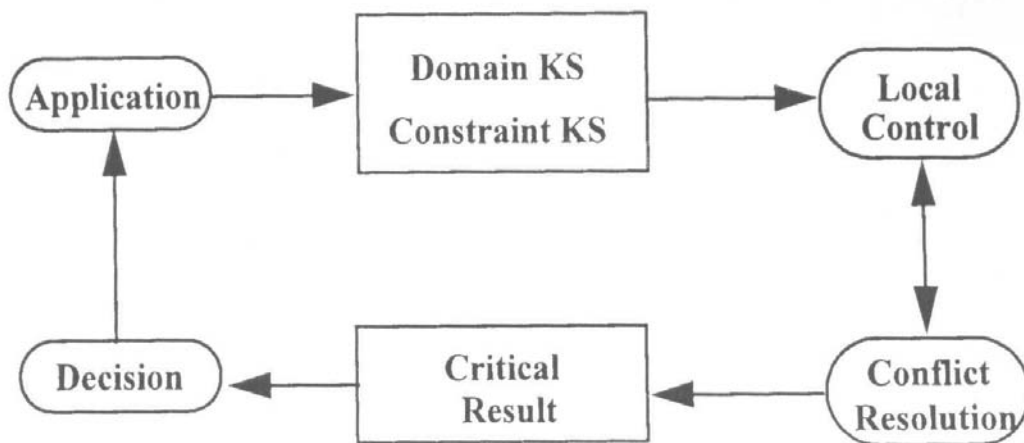 Application
Domain KS
Constraint KS
Local
Control
Decision
Critical
Result
Conflict
Resolution